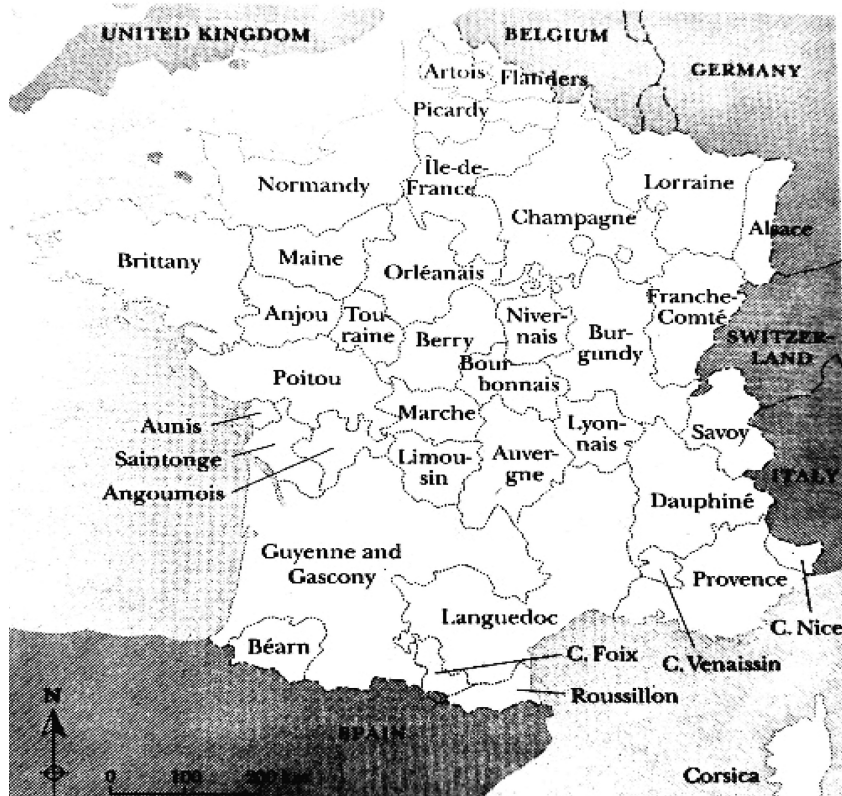 UNITED KINGDOM
BELGIUM
GERMANY
Artois
Flanders
Picardy
Île-de-
France
Normandy
Lorraine
Champagne
Alsace
Brittany
Maine
Orléanais
Franche-
Comté
Anjou
Tou-
raine
Berry
Niver-
nais
Bur-
gundy
SWITZER-
LAND
Bour
bonnais
Poitou
Marche
Aunis
Lyon-
nais
Savoy
Saintonge
Limou-
sin
Auver-
gne
ITALY
Angoumois
Dauphiné
Guyenne and
Gascony
Provence
Languedoc
C. Nice
Béarn
C. Foix
C. Venaissin
Roussillon
N
SPAIN
0 100 200
Corsica